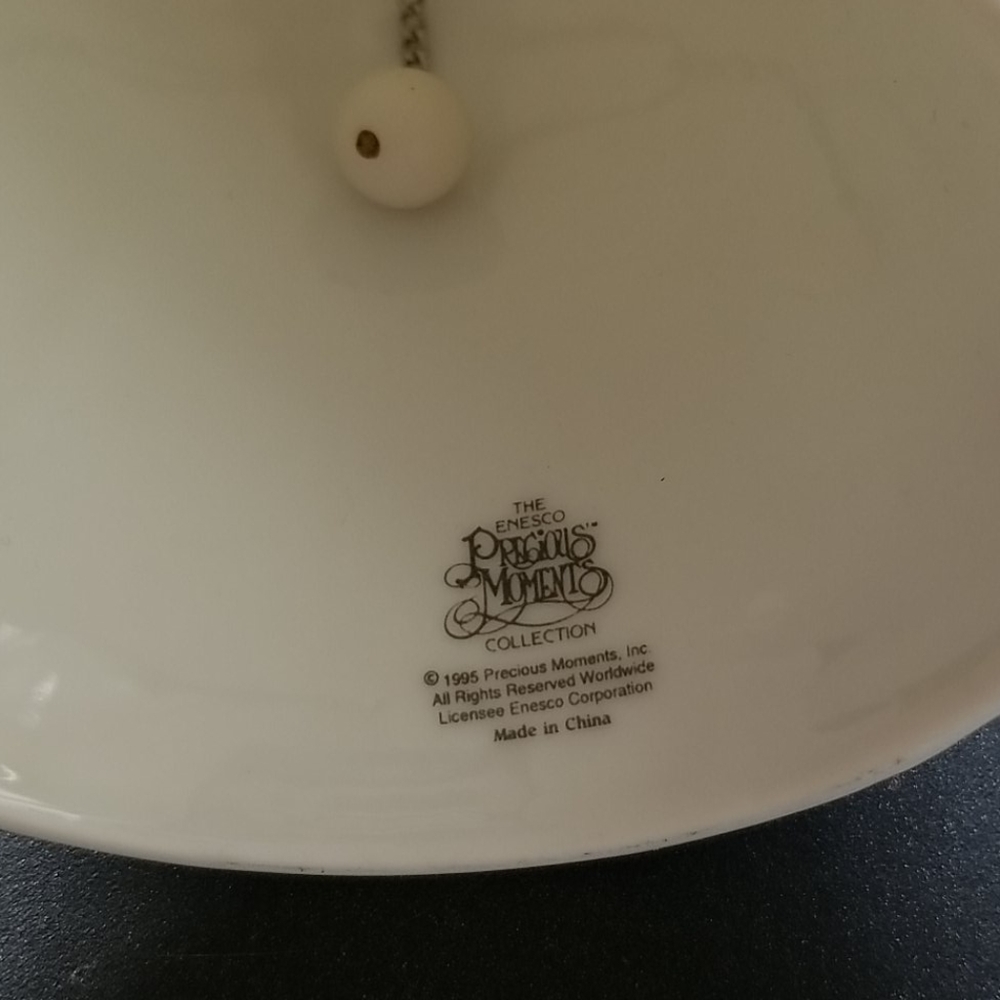 THE
ENESCO
PRECIOUS™
MOMENTS
COLLECTION
© 1995 Precious Moments, Inc
All Rights Reserved Worldwide
Licensee Enesco Corporation
Made in China